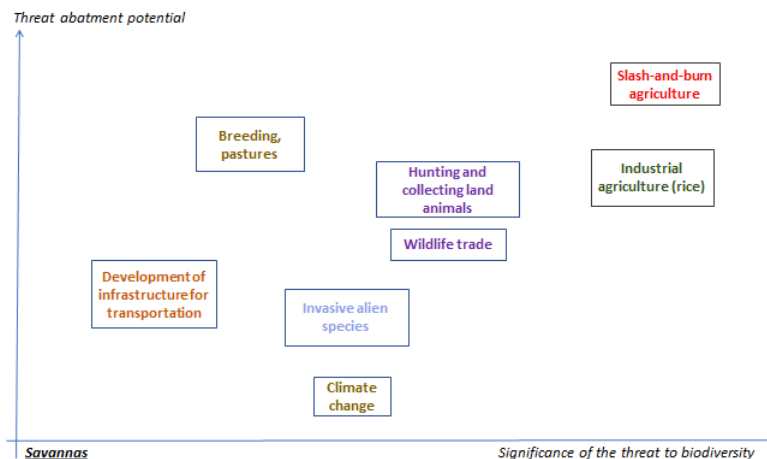 Threat abatment potential
Slash-and-burn
agriculture
Breeding,
pastures
Industrial
agriculture (rice)
Hunting and
collecting land
animals
Wildlife trade
Development of
infrastructure for
transportation
Invasive alien
species
Climate
change
Savannas
Significance of the threat to biodiversity